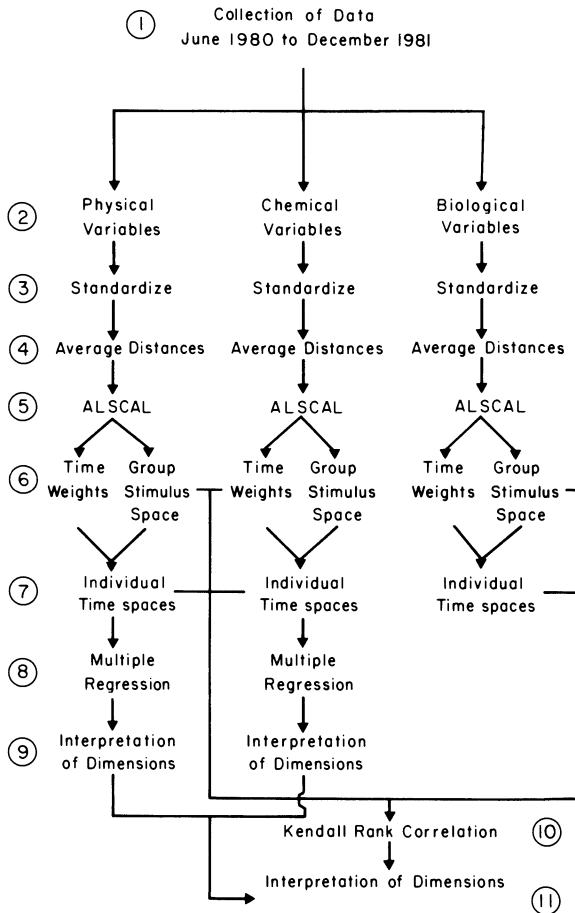 1 Collection of Data
June 1980 to December 1981
2 Physical Variables Chemical Variables Biological Variables
3 Standardize Standardize Standardize
4 Average Distances Average Distances Average Distances
5 ALSCAL ALSCAL ALSCAL
6 Time Weights Group Stimulus Space Time Weights Group Stimulus Space Time Weights Group Stimulus Space
7 Individual Time spaces Individual Time spaces Individual Time spaces
8 Multiple Regression Multiple Regression
9 Interpretation of Dimensions Interpretation of Dimensions
Kendall Rank Correlation 10
Interpretation of Dimensions 11